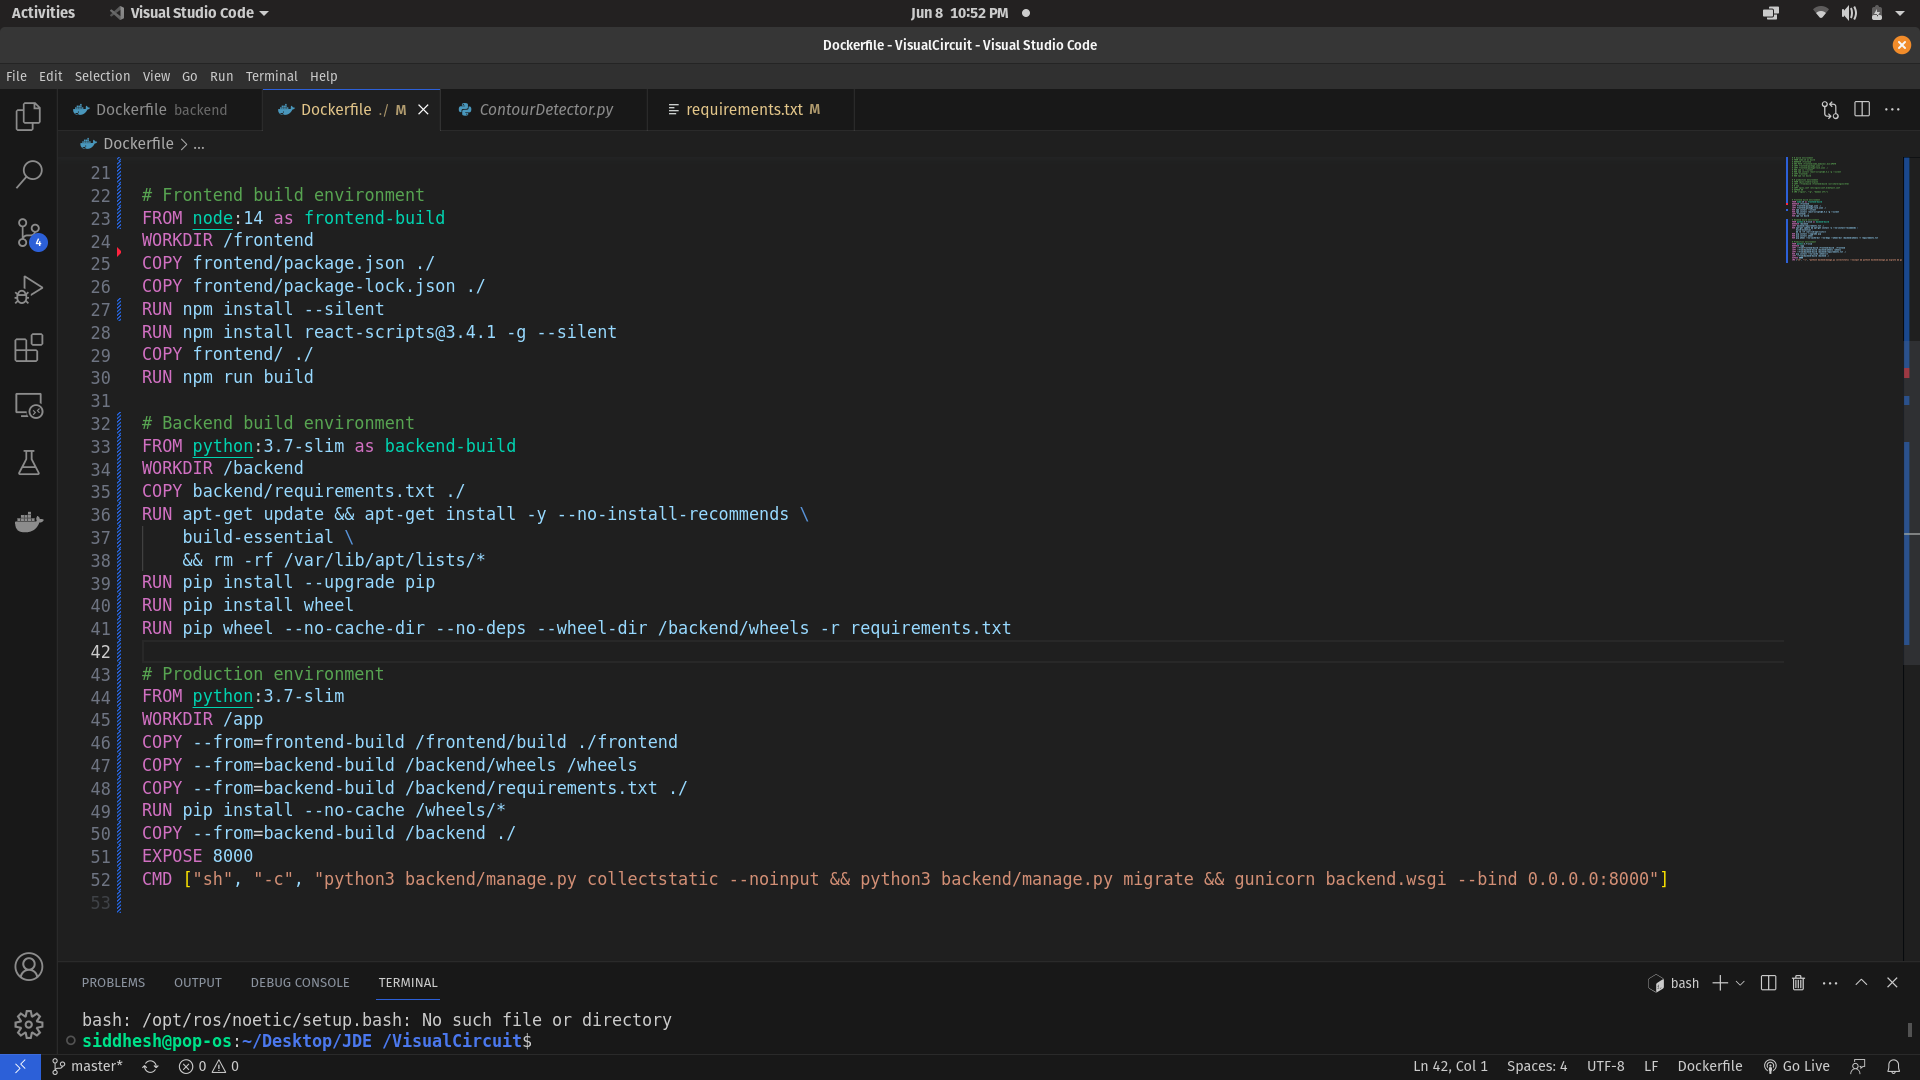 Activities
Visual Studio Code
Jun 8 10:52 PM
Dockerfile - VisualCircuit - Visual Studio Code
File Edit Selection View Go Run Terminal Help
Dockerfile backend
Dockerfile ./ M
ContourDetector.py
requirements.txt M
Dockerfile > ...
21
22 # Frontend build environment
23 FROM node:14 as frontend-build
24 WORKDIR /frontend
25 COPY frontend/package.json ./
26 COPY frontend/package-lock.json ./
27 RUN npm install --silent
28 RUN npm install react-scripts@3.4.1 -g --silent
29 COPY frontend/ ./
30 RUN npm run build
31
32 # Backend build environment
33 FROM python:3.7-slim as backend-build
34 WORKDIR /backend
35 COPY backend/requirements.txt ./
36 RUN apt-get update && apt-get install -y --no-install-recommends \
37     build-essential \
38     && rm -rf /var/lib/apt/lists/*
39 RUN pip install --upgrade pip
40 RUN pip install wheel
41 RUN pip wheel --no-cache-dir --no-deps --wheel-dir /backend/wheels -r requirements.txt
42
43 # Production environment
44 FROM python:3.7-slim
45 WORKDIR /app
46 COPY --from=frontend-build /frontend/build ./frontend
47 COPY --from=backend-build /backend/wheels /wheels
48 COPY --from=backend-build /backend/requirements.txt ./
49 RUN pip install --no-cache /wheels/*
50 COPY --from=backend-build /backend ./
51 EXPOSE 8000
52 CMD ["sh", "-c", "python3 backend/manage.py collectstatic --noinput && python3 backend/manage.py migrate && gunicorn backend.wsgi --bind 0.0.0.0:8000"]
53
4
PROBLEMS OUTPUT DEBUG CONSOLE TERMINAL
bash
bash: /opt/ros/noetic/setup.bash: No such file or directory
siddhesh@pop-os:~/Desktop/JDE /VisualCircuit$
master* 0 0
Ln 42, Col 1 Spaces: 4 UTF-8 LF Dockerfile Go Live